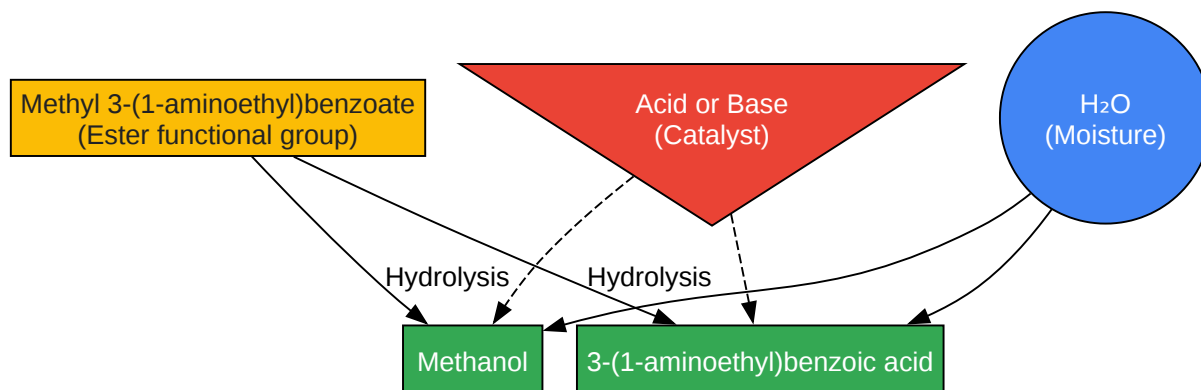 Methyl 3-(1-aminoethyl)benzoate
(Ester functional group)
Acid or Base
(Catalyst)
H₂O
(Moisture)
Hydrolysis
Hydrolysis
Methanol
3-(1-aminoethyl)benzoic acid